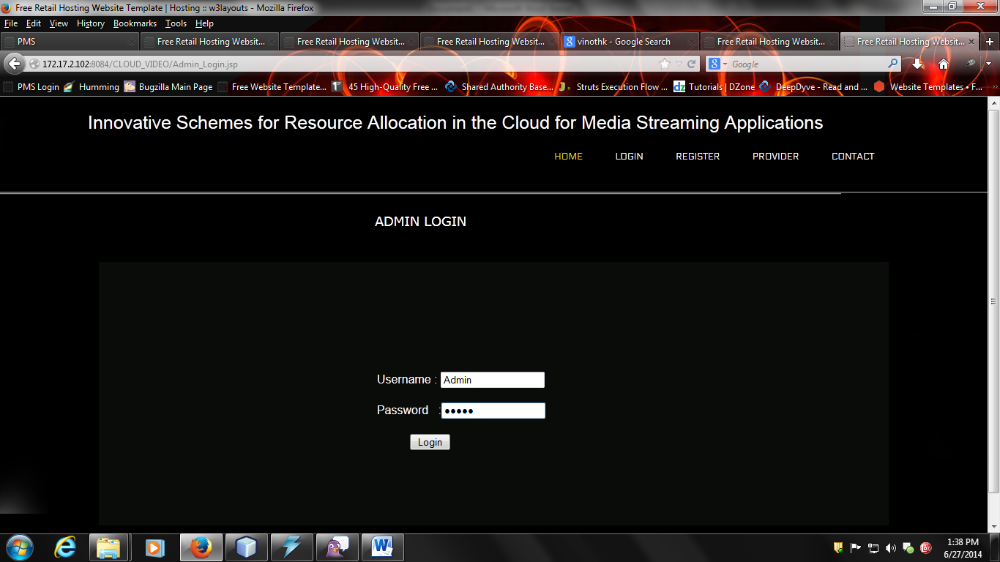 Free Retail Hosting Website Template | Hosting :: w3layouts - Mozilla Firefox
File Edit View History Bookmarks Tools Help
PMS
Free Retail Hosting Websit...
Free Retail Hosting Websit...
Free Retail Hosting Websit...
vinothk - Google Search
Free Retail Hosting Websit...
Free Retail Hosting Websit...
172.17.2.102:8084/CLOUD_VIDEO/Admin_Login.jsp
Google
PMS Login Humming Bugzilla Main Page Free Website Template... 45 High-Quality Free ... Shared Authority Base... Struts Execution Flow ... Tutorials | DZone DeepDyve - Read and ... Website Templates • F...
Innovative Schemes for Resource Allocation in the Cloud for Media Streaming Applications
HOME LOGIN REGISTER PROVIDER CONTACT
ADMIN LOGIN
Username : Admin
Password : •••••
Login
1:38 PM
6/27/2014